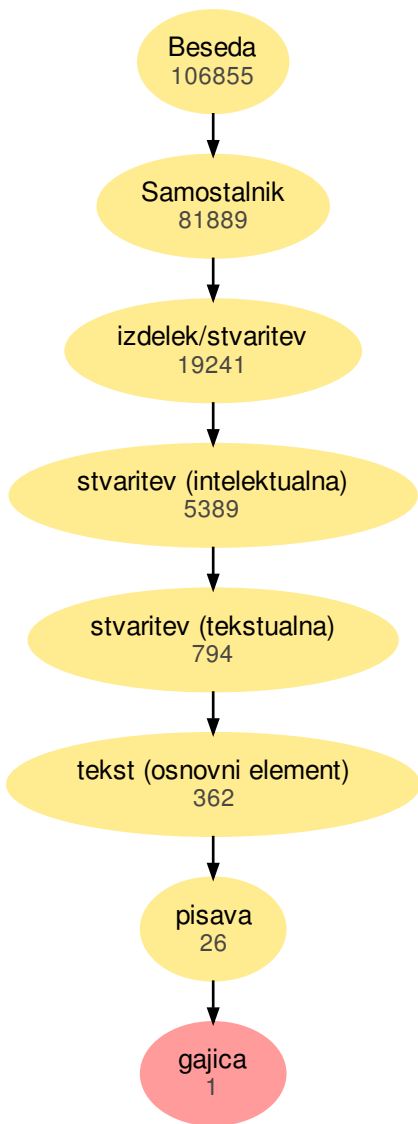 Beseda
106855
Samostalnik
81889
izdelek/stvaritev
19241
stvaritev (intelektualna)
5389
stvaritev (tekstualna)
794
tekst (osnovni element)
362
pisava
26
gajica
1